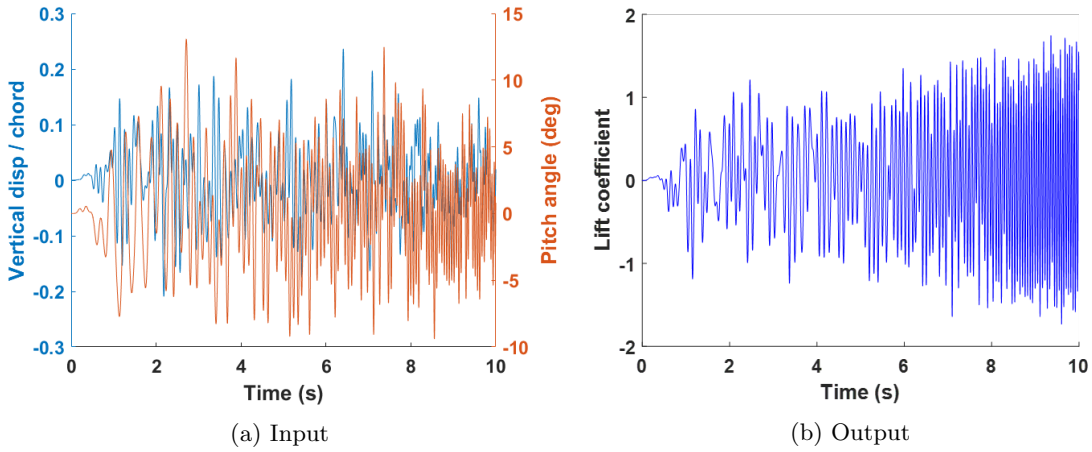 0.3
0.2
0.1
0
-0.1
-0.2
-0.3
Vertical disp / chord
15
10
5
0
-5
-10
Pitch angle (deg)
0 2 4 6 8 10
Time (s)
(a) Input
2
1
0
-1
-2
Lift coefficient
0 2 4 6 8 10
Time (s)
(b) Output